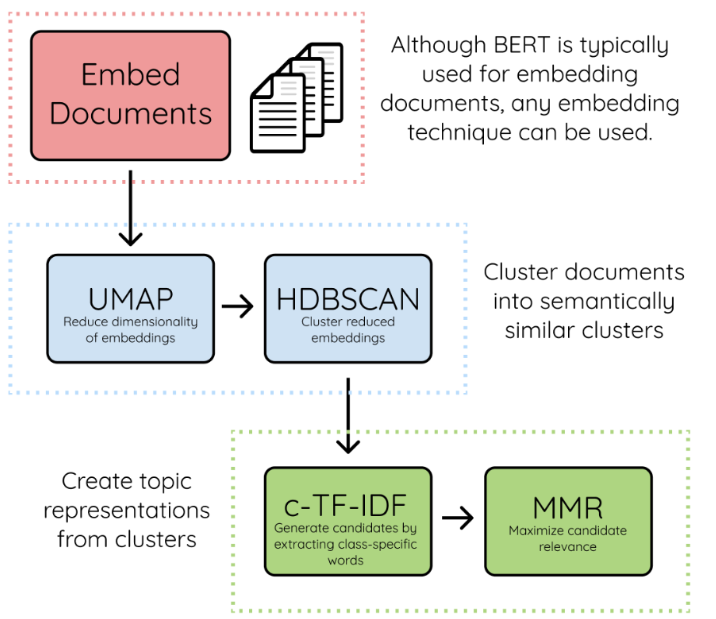 Embed
Documents
Although BERT is typically
used for embedding
documents, any embedding
technique can be used.
UMAP
Reduce dimensionality
of embeddings
HDBSCAN
Cluster reduced
embeddings
Cluster documents
into semantically
similar clusters
Create topic
representations
from clusters
c-TF-IDF
Generate candidates by
extracting class-specific
words
MMR
Maximize candidate
relevance